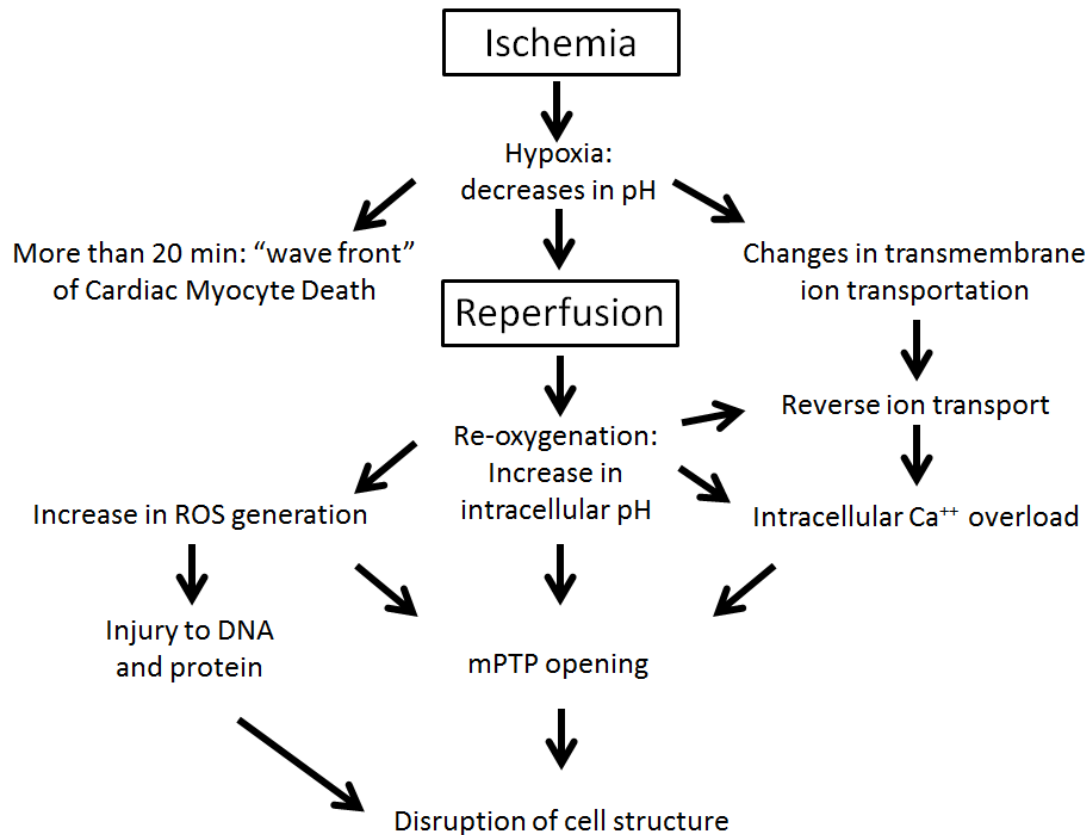 Ischemia
Hypoxia:
decreases in pH
More than 20 min: “wave front”
of Cardiac Myocyte Death
Changes in transmembrane
ion transportation
Reperfusion
Reverse ion transport
Re-oxygenation:
Increase in
intracellular pH
Increase in ROS generation
Intracellular Ca⁺⁺ overload
Injury to DNA
and protein
mPTP opening
Disruption of cell structure